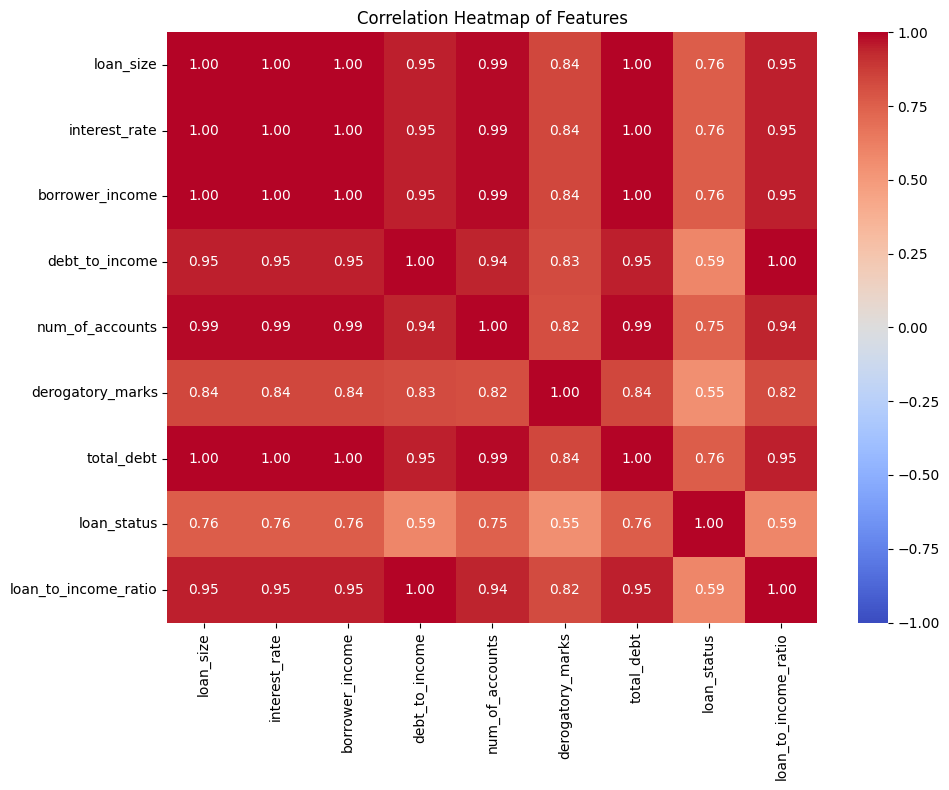 Correlation Heatmap of Features
loan_size 1.00 1.00 1.00 0.95 0.99 0.84 1.00 0.76 0.95
interest_rate 1.00 1.00 1.00 0.95 0.99 0.84 1.00 0.76 0.95
borrower_income 1.00 1.00 1.00 0.95 0.99 0.84 1.00 0.76 0.95
debt_to_income 0.95 0.95 0.95 1.00 0.94 0.83 0.95 0.59 1.00
num_of_accounts 0.99 0.99 0.99 0.94 1.00 0.82 0.99 0.75 0.94
derogatory_marks 0.84 0.84 0.84 0.83 0.82 1.00 0.84 0.55 0.82
total_debt 1.00 1.00 1.00 0.95 0.99 0.84 1.00 0.76 0.95
loan_status 0.76 0.76 0.76 0.59 0.75 0.55 0.76 1.00 0.59
loan_to_income_ratio 0.95 0.95 0.95 1.00 0.94 0.82 0.95 0.59 1.00
loan_size
interest_rate
borrower_income
debt_to_income
num_of_accounts
derogatory_marks
total_debt
loan_status
loan_to_income_ratio
1.00
0.75
0.50
0.25
0.00
−0.25
−0.50
−0.75
−1.00